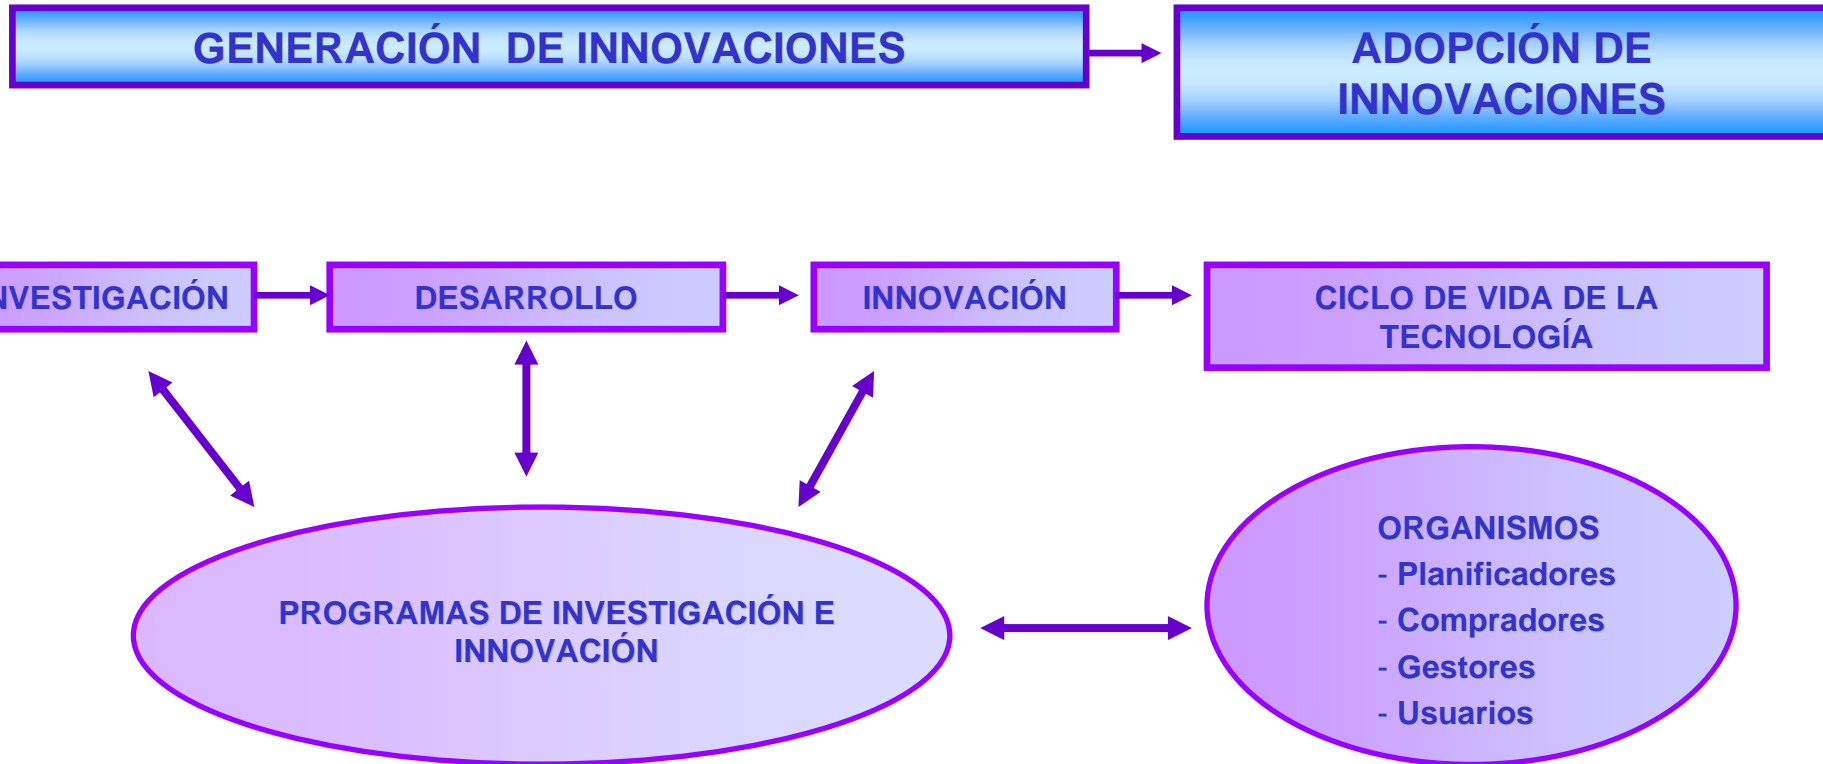 GENERACIÓN DE INNOVACIONES
ADOPCIÓN DE
INNOVACIONES
NVESTIGACIÓN
DESARROLLO
INNOVACIÓN
CICLO DE VIDA DE LA
TECNOLOGÍA
PROGRAMAS DE INVESTIGACIÓN E
INNOVACIÓN
ORGANISMOS
- Planificadores
- Compradores
- Gestores
- Usuarios